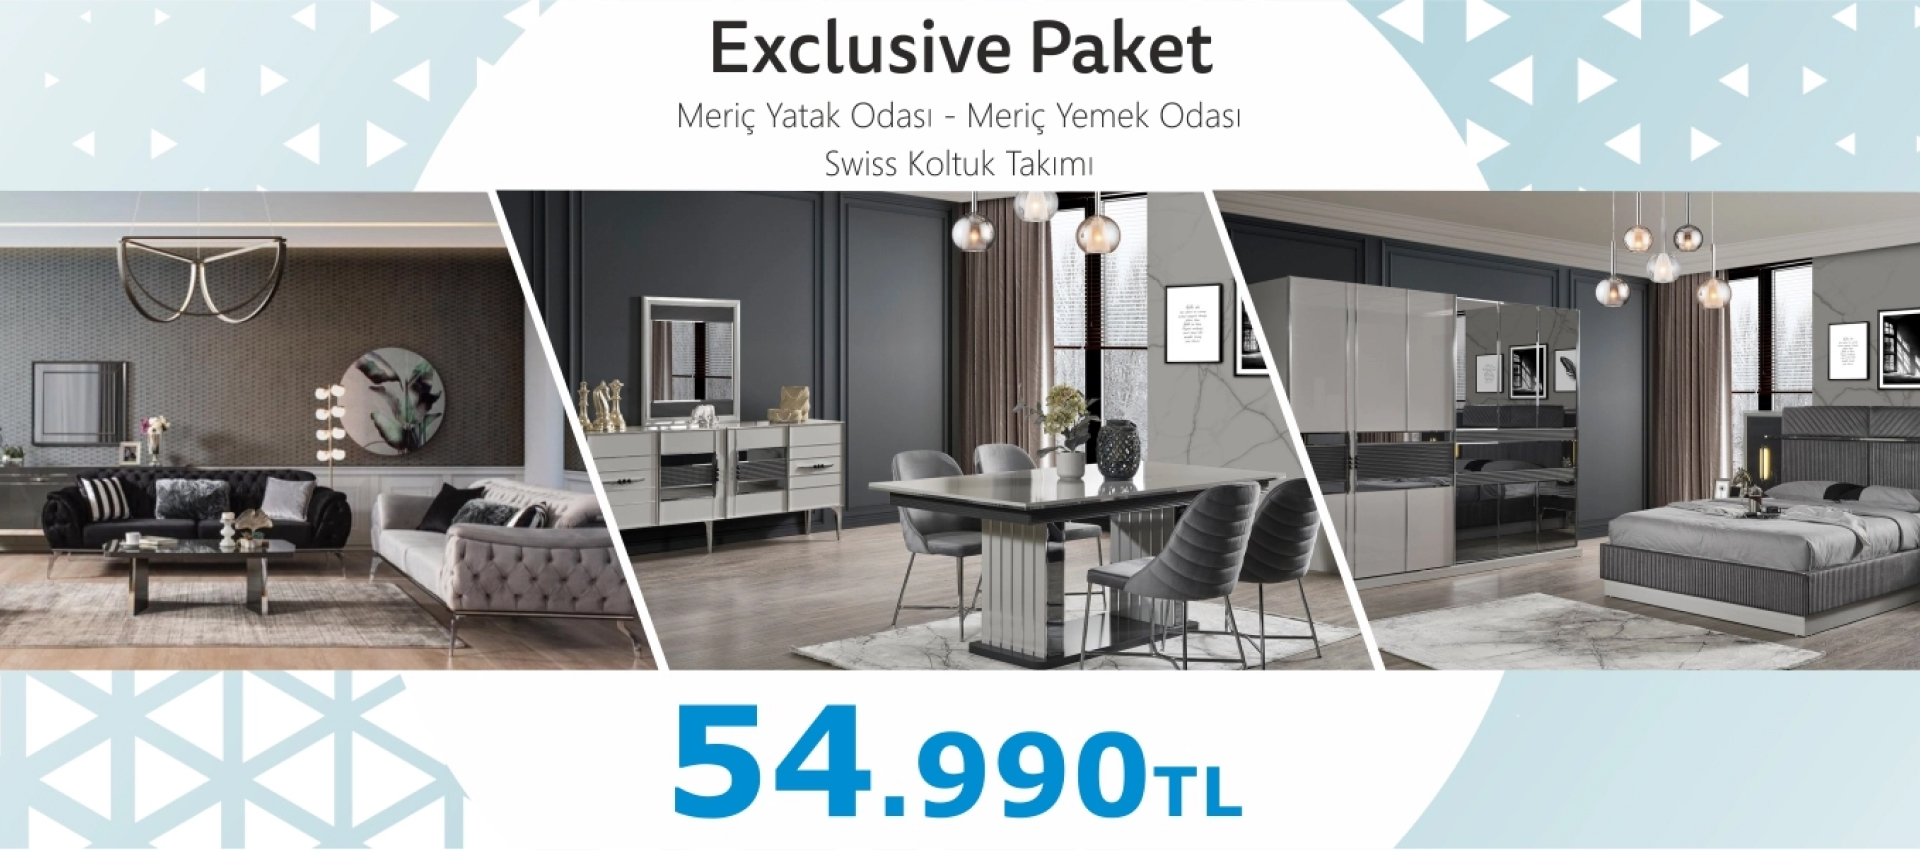 Exclusive Paket
Meriç Yatak Odası - Meriç Yemek Odası
Swiss Koltuk Takımı
54.990TL